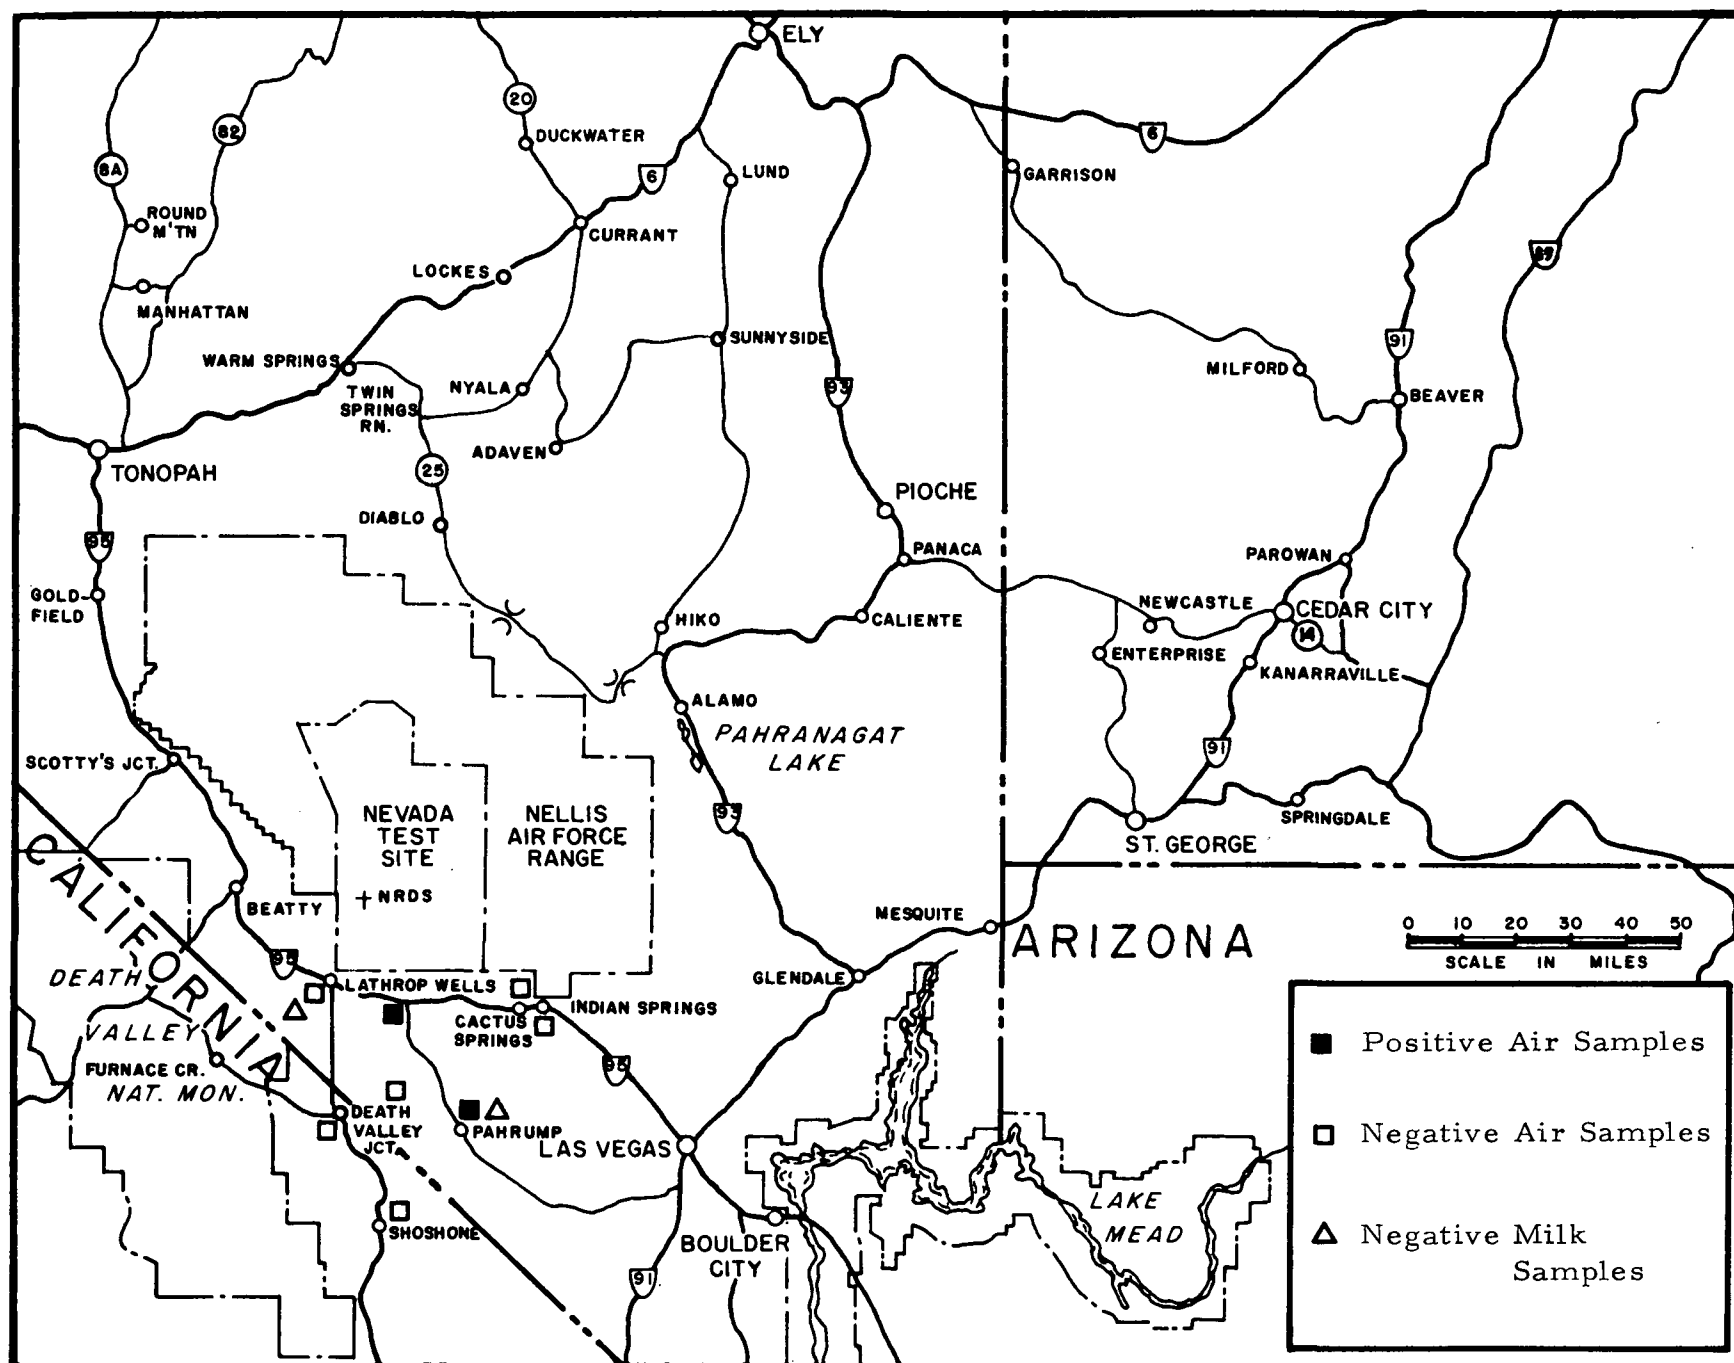 ELY
20
82
DUCKWATER
6
8A
6
LUND
GARRISON
ROUND
M'TN
CURRANT
87
LOCKES
MANHATTAN
SUNNYSIDE
91
WARM SPRINGS
MILFORD
TWIN
SPRINGS
RN.
NYALA
93
BEAVER
ADAVEN
TONOPAH
25
PIOCHE
DIABLO
95
PANACA
PAROWAN
GOLD-
FIELD
NEWCASTLE
CEDAR CITY
HIKO
CALIENTE
14
ENTERPRISE
KANARRAVILLE
ALAMO
PAHRANAGAT
LAKE
91
SCOTTY'S JCT.
NEVADA
TEST
SITE
NELLIS
AIR FORCE
RANGE
93
SPRINGDALE
ST. GEORGE
CALIFORNIA
NRDS
BEATTY
MESQUITE
ARIZONA
0 10 20 30 40 50
SCALE IN MILES
95
DEATH
VALLEY
NAT. MON.
LATHROP WELLS
GLENDALE
INDIAN SPRINGS
CACTUS
SPRINGS
FURNACE CR.
95
DEATH
VALLEY
JCT.
PAHRUMP
LAS VEGAS
SHOSHONE
BOULDER
CITY
91
LAKE
MEAD
Positive Air Samples
Negative Air Samples
Negative Milk
Samples